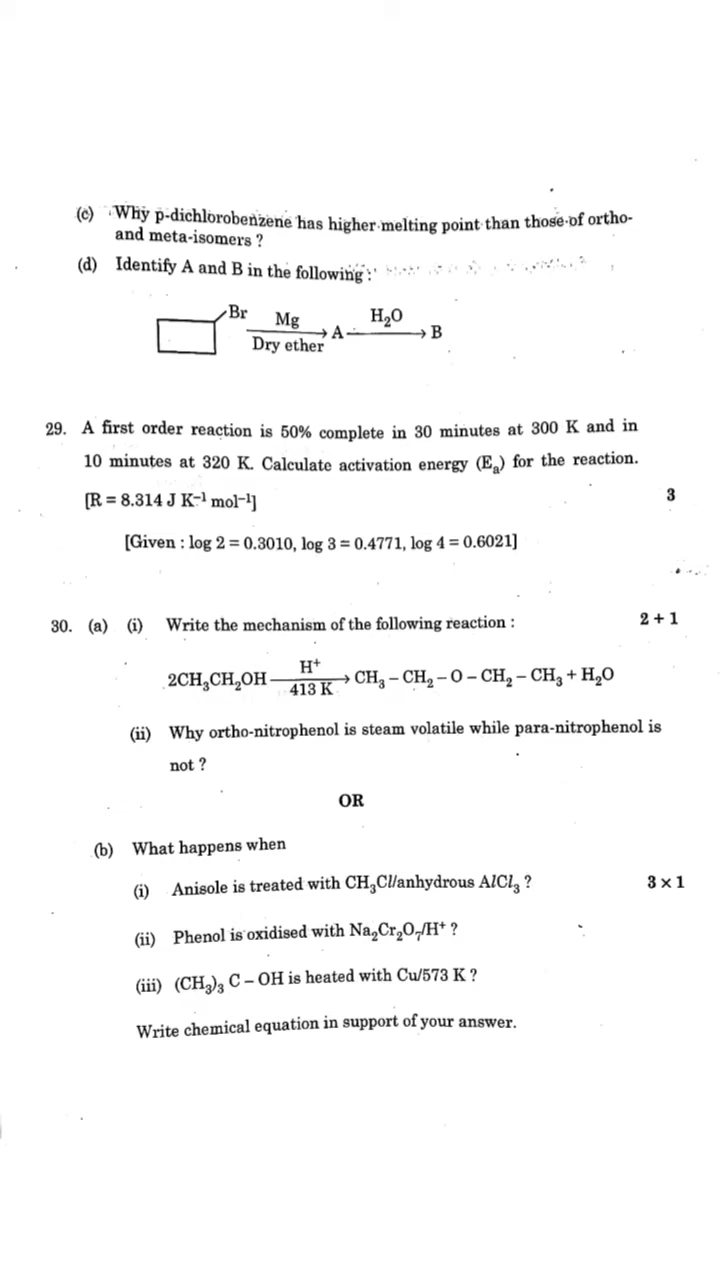 (c) Why p-dichlorobenzene has higher melting point than those of ortho-
and meta-isomers ?
(d) Identify A and B in the following :
Br Mg Dry ether → A H₂O → B
29. A first order reaction is 50% complete in 30 minutes at 300 K and in
10 minutes at 320 K. Calculate activation energy (Eₐ) for the reaction.
[R = 8.314 J K⁻¹ mol⁻¹] 3
[Given : log 2 = 0.3010, log 3 = 0.4771, log 4 = 0.6021]
30. (a) (i) Write the mechanism of the following reaction : 2 + 1
2CH₃CH₂OH H⁺ 413 K → CH₃ – CH₂ – O – CH₂ – CH₃ + H₂O
(ii) Why ortho-nitrophenol is steam volatile while para-nitrophenol is
not ?
OR
(b) What happens when
(i) Anisole is treated with CH₃Cl/anhydrous AlCl₃ ? 3 × 1
(ii) Phenol is oxidised with Na₂Cr₂O₇/H⁺ ?
(iii) (CH₃)₃ C – OH is heated with Cu/573 K ?
Write chemical equation in support of your answer.